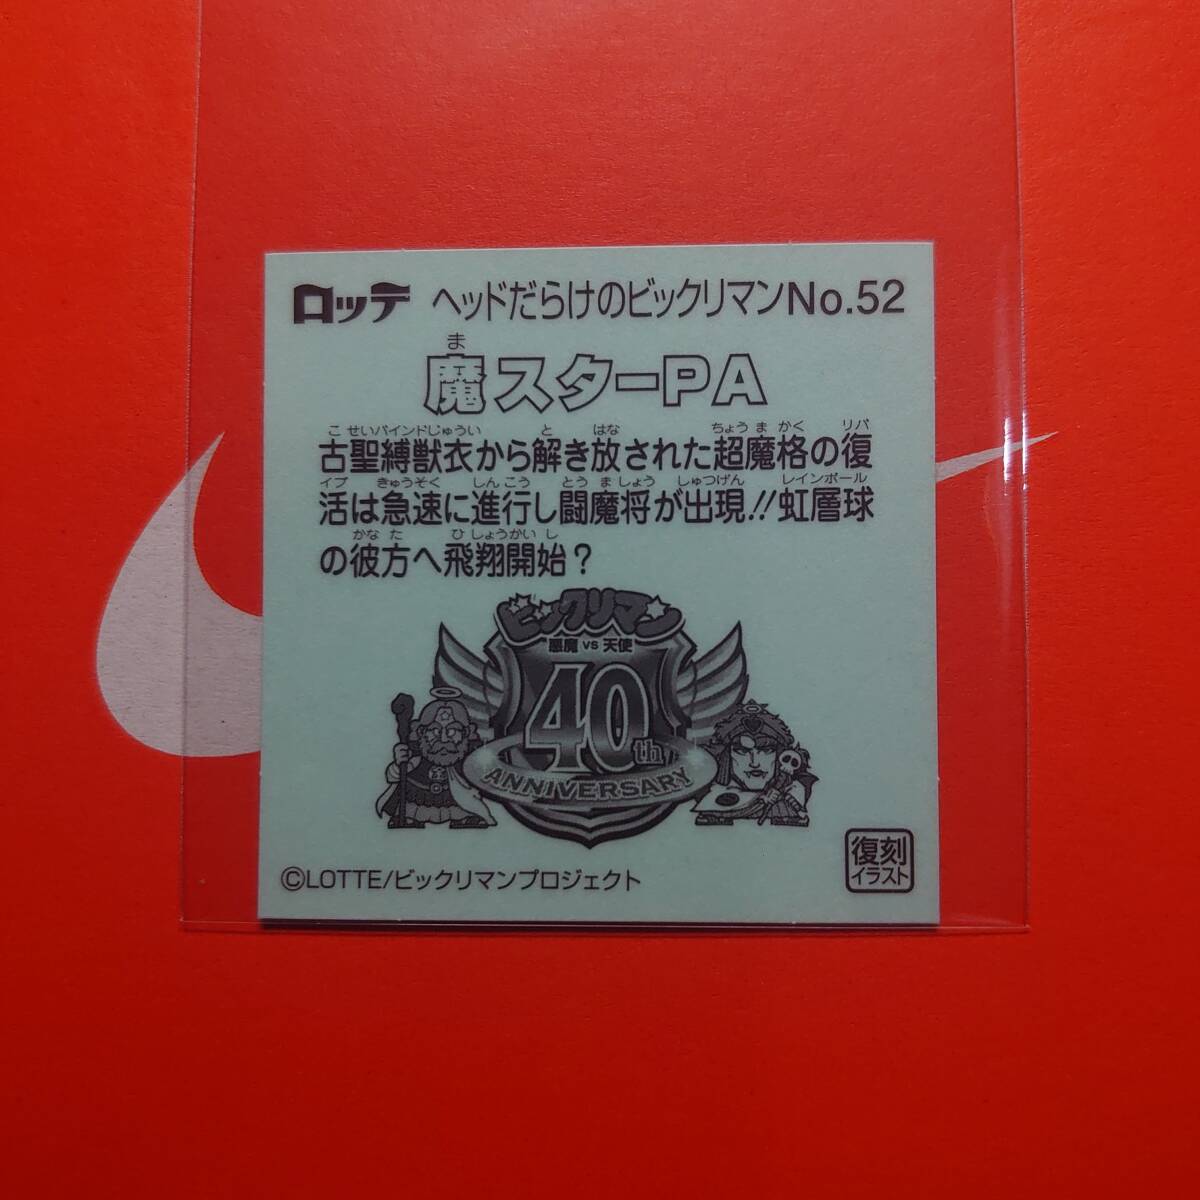 ロッテ ヘッドだらけのビックリマンNo.52
ま
魔スターPA
こ せいバインドじゅうい と はな ちょう ま かく リバ
古聖縛獣衣から解き放された超魔格の復
イブ きゅうそく しんこう とう ま しょう しゅつげん レインボール
活は急速に進行し闘魔将が出現!!虹層球
かなた ひ しょうかい し
の彼方へ飛翔開始？
ビックリマン
悪魔 vs 天使
40th
ANNIVERSARY
©LOTTE/ビックリマンプロジェクト
復刻
イラスト